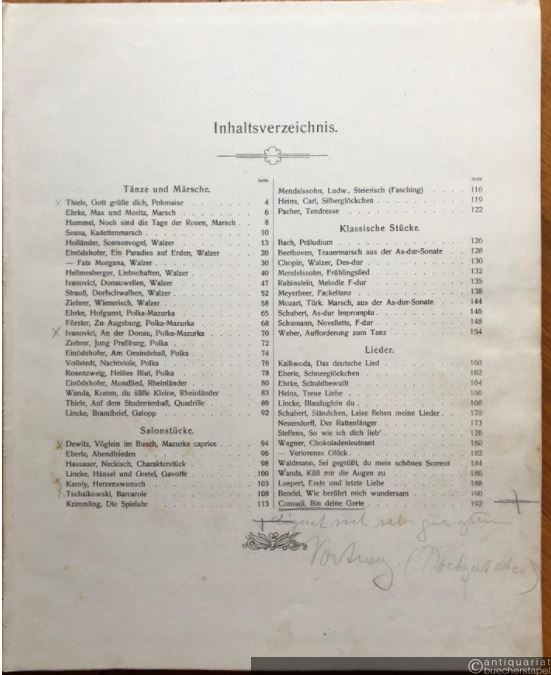 Inhaltsverzeichnis.
Tänze und Märsche.
Seite
Thiele, Gott grüße dich, Polonaise . . . . . . . 4
Ehrke, Max und Moritz, Marsch . . . . . . . 6
Hummel, Noch sind die Tage der Rosen, Marsch . . 8
Sousa, Kadettenmarsch . . . . . . . 10
Holländer, Sonnenvogel, Walzer . . . . . . . 13
Einödshofer, Ein Paradies auf Erden, Walzer . . 20
— Fata Morgana, Walzer . . . . . . . 30
Hellmesberger, Liebschaften, Walzer . . . . . 40
Ivanovici, Donauwellen, Walzer . . . . . . 47
Strauß, Dorfschwalben, Walzer . . . . . . 52
Ziehrer, Wienerisch, Walzer . . . . . . . 58
Ehrke, Hofgunst, Polka-Mazurka . . . . . . 65
Förster, Zu Augsburg, Polka-Mazurka . . . . 68
Ivanovici, An der Donau, Polka-Mazurka . . . 70
Ziehrer, Jung Preßburg, Polka . . . . . . 72
Einödshofer, Am Gesindeball, Polka . . . . . 74
Vollstedt, Nachtviole, Polka . . . . . . . 76
Rosenzweig, Heißes Blut, Polka . . . . . . 78
Einödshofer, Mondlied, Rheinländer . . . . . 80
Wanda, Komm, du süße Kleine, Rheinländer . . 83
Thiele, Auf dem Studentenball, Quadrille . . . 86
Lincke, Brandbrief, Galopp . . . . . . . 92
Salonstücke.
Dewitz, Vöglein im Busch, Mazurka caprice . . . 94
Eberle, Abendfrieden . . . . . . . 96
Hassauer, Neckisch, Charakterstück . . . . . 98
Lincke, Hänsel und Gretel, Gavotte . . . . . 100
Karoly, Herzenswunsch . . . . . . . 103
Tschaikowski, Barcarole . . . . . . . 108
Krimmling, Die Spieluhr . . . . . . . 113
Seite
Mendelssohn, Ludw., Steierisch (Fasching) . . . . 116
Heins, Carl, Silberglöckchen . . . . . . . 119
Pacher, Tendresse . . . . . . . 122
Klassische Stücke.
Bach, Präludium . . . . . . . 126
Beethoven, Trauermarsch aus der As-dur-Sonate . 128
Chopin, Walzer, Des-dur . . . . . . . 130
Mendelssohn, Frühlingslied . . . . . . . 132
Rubinstein, Melodie F-dur . . . . . . . 135
Meyerbeer, Fackeltanz . . . . . . . 138
Mozart, Türk. Marsch, aus der As-dur-Sonate . 144
Schubert, As-dur Impromptu . . . . . . . 146
Schumann, Novellette, F-dur . . . . . . . 148
Weber, Aufforderung zum Tanz . . . . . . 154
Lieder.
Kalliwoda, Das deutsche Lied . . . . . . . 160
Eberle, Schneeglöckchen . . . . . . . 162
Ehrke, Schuldbewußt . . . . . . . 164
Heins, Treue Liebe . . . . . . . 166
Lincke, Blauluglein du . . . . . . . 168
Schubert, Ständchen, Leise flehen meine Lieder . 170
Neuendorff, Der Rattenfänger . . . . . . . 173
Steffens, So wie ich dich lieb' . . . . . . . 176
Wagner, Chokoladenleutnant . . . . . . . 180
— Verlorenes Glück . . . . . . . 182
Waldmann, Sei gegrüßt, du mein schönes Sorrent 184
Wanda, Küß mir die Augen zu . . . . . . 186
Loepert, Erste und letzte Liebe . . . . . . 188
Bendel, Wie berührt mich wundersam . . . . 190
Conradi, Bin deine Grete . . . . . . . 192
eignet sich sehr gut zum
Vortrag.
© antiquariat
buecherstapel